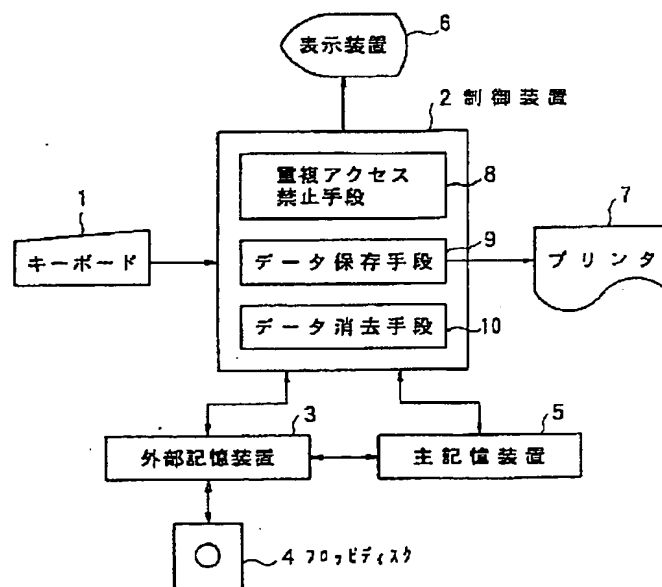 6
表示装置
2 制御装置
重複アクセス
禁止手段
8
1
キーボード
9
データ保存手段
7
プリンタ
データ消去手段
10
3
外部記憶装置
5
主記憶装置
4 フロッピディスク